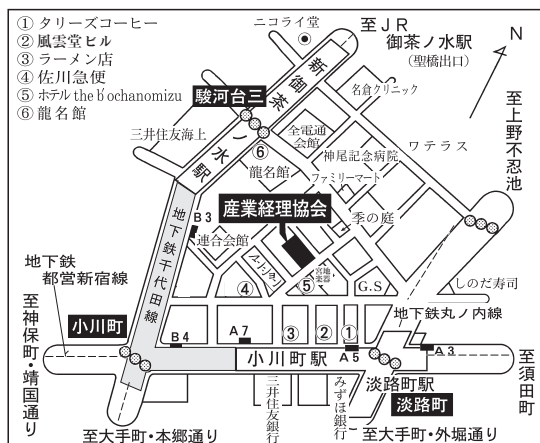 ① タリーズコーヒー
② 風雲堂ビル
③ ラーメン店
④ 佐川急便
⑤ ホテル the b ochanomizu
⑥ 龍名館
ニコライ堂
至JR
御茶ノ水駅
(聖橋出口)
N
新御茶ノ水駅
駿河台三
名倉クリニック
三井住友海上
全電通
会館
⑥
龍名館
神尾記念病院
ワテラス
至上野不忍池
ファミリーマート
B3
産業経理協会
季の庭
連合会館
地下鉄千代田線
地下鉄
都営新宿線
マンション
宮地
楽器
④
⑤
G.S
しのだ寿司
地下鉄丸ノ内線
至神保町・靖国通り
小川町
B4
A7
③
②
①
小川町駅
A5
A3
淡路町駅
淡路町
至須田町
三井住友銀行
みずほ銀行
至大手町・本郷通り
至大手町・外堀通り